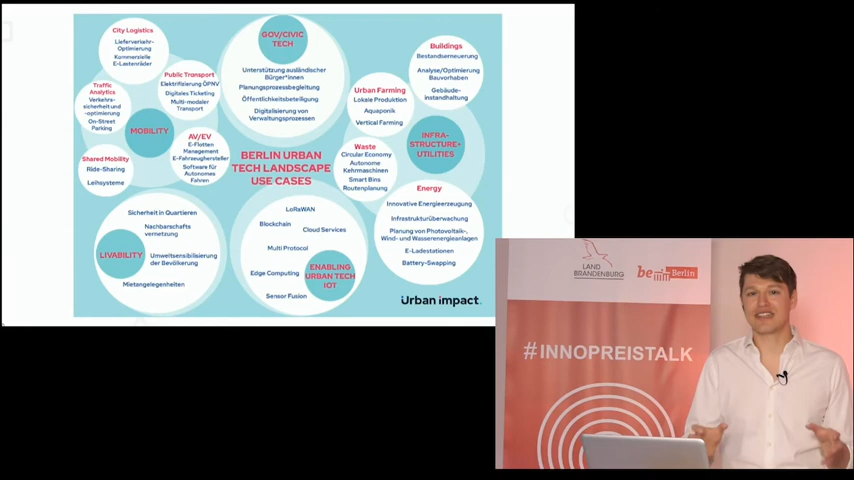 City Logistics
Lieferverkehr-
Optimierung
Kommerzielle
E-Lastenräder
Public Transport
Elektrifizierung ÖPNV
Digitales Ticketing
Multi-modaler
Transport
Traffic
Analytics
Verkehrs-
sicherheit und
-optimierung
On-Street
Parking
MOBILITY
AV/EV
E-Flotten
Management
E-Fahrzeughersteller
Software für
Autonomes
Fahren
Shared Mobility
Ride-Sharing
Leihsysteme
GOV/CIVIC
TECH
Unterstützung ausländischer
Bürger*innen
Planungsprozessbegleitung
Öffentlichkeitsbeteiligung
Digitalisierung von
Verwaltungsprozessen
BERLIN URBAN
TECH LANDSCAPE
USE CASES
Buildings
Bestandserneuerung
Analyse/Optimierung
Bauvorhaben
Gebäude-
instandhaltung
Urban Farming
Lokale Produktion
Aquaponik
Vertical Farming
INFRA-
STRUCTURE+
UTILITIES
Waste
Circular Economy
Autonome
Kehrmaschinen
Smart Bins
Routenplanung
Energy
Innovative Energieerzeugung
Infrastrukturüberwachung
Planung von Photovoltaik-,
Wind- und Wasserenergieanlagen
E-Ladestationen
Battery-Swapping
Sicherheit in Quartieren
Nachbarschafts
vernetzung
LIVABILITY
Umweltsensibilisierung
der Bevölkerung
Mietangelegenheiten
LoRaWAN
Blockchain
Cloud Services
Multi Protocol
Edge Computing
Sensor Fusion
ENABLING
URBAN TECH
IOT
Urban impact.
LAND
BRANDENBURG
be Berlin
#INNOPREISTALK